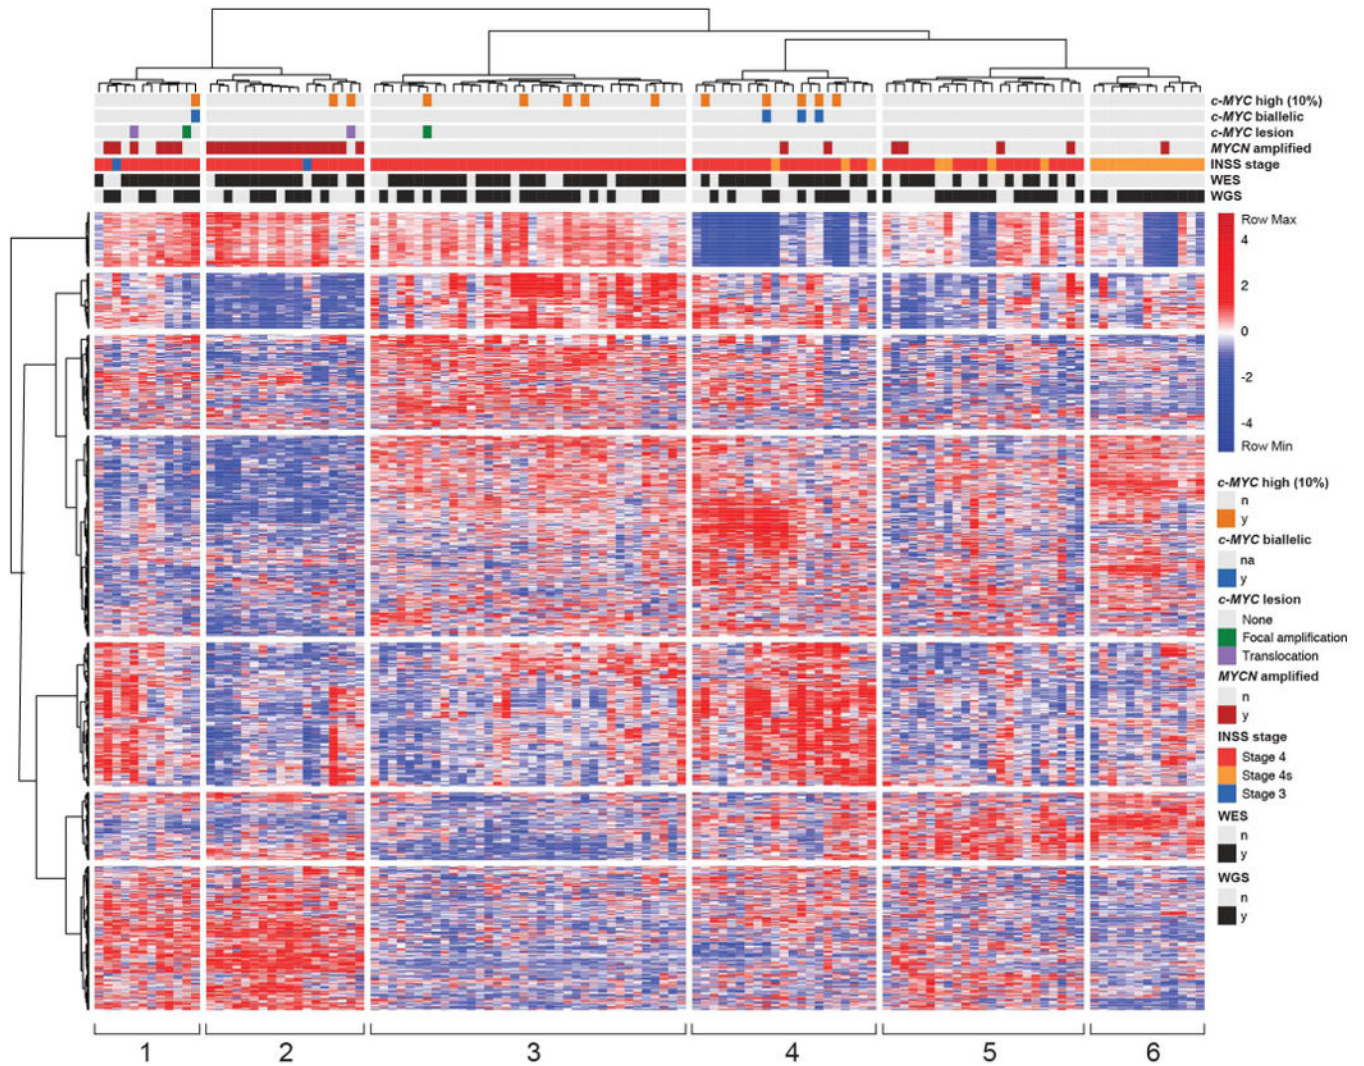 c-MYC high (10%)
c-MYC biallelic
c-MYC lesion
MYCN amplified
INSS stage
WES
WGS
Row Max
4
2
0
-2
-4
Row Min
c-MYC high (10%)
n
y
c-MYC biallelic
na
y
c-MYC lesion
None
Focal amplification
Translocation
MYCN amplified
n
y
INSS stage
Stage 4
Stage 4s
Stage 3
WES
n
y
WGS
n
y
1 2 3 4 5 6